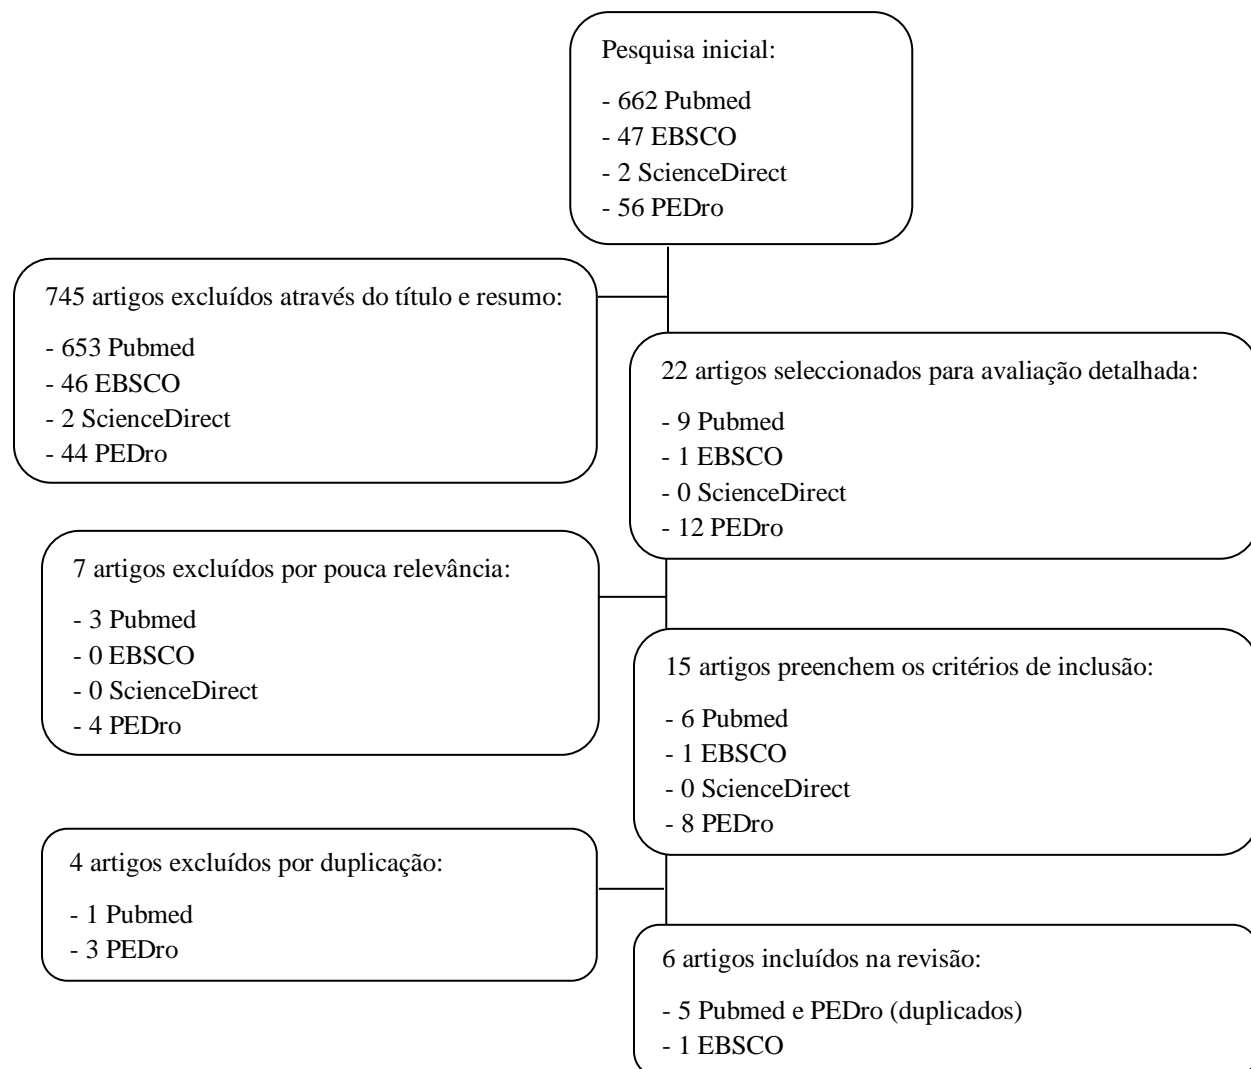 Pesquisa inicial:
- 662 Pubmed
- 47 EBSCO
- 2 ScienceDirect
- 56 PEDro
745 artigos excluídos através do título e resumo:
- 653 Pubmed
- 46 EBSCO
- 2 ScienceDirect
- 44 PEDro
22 artigos seleccionados para avaliação detalhada:
- 9 Pubmed
- 1 EBSCO
- 0 ScienceDirect
- 12 PEDro
7 artigos excluídos por pouca relevância:
- 3 Pubmed
- 0 EBSCO
- 0 ScienceDirect
- 4 PEDro
15 artigos preenchem os critérios de inclusão:
- 6 Pubmed
- 1 EBSCO
- 0 ScienceDirect
- 8 PEDro
4 artigos excluídos por duplicação:
- 1 Pubmed
- 3 PEDro
6 artigos incluídos na revisão:
- 5 Pubmed e PEDro (duplicados)
- 1 EBSCO